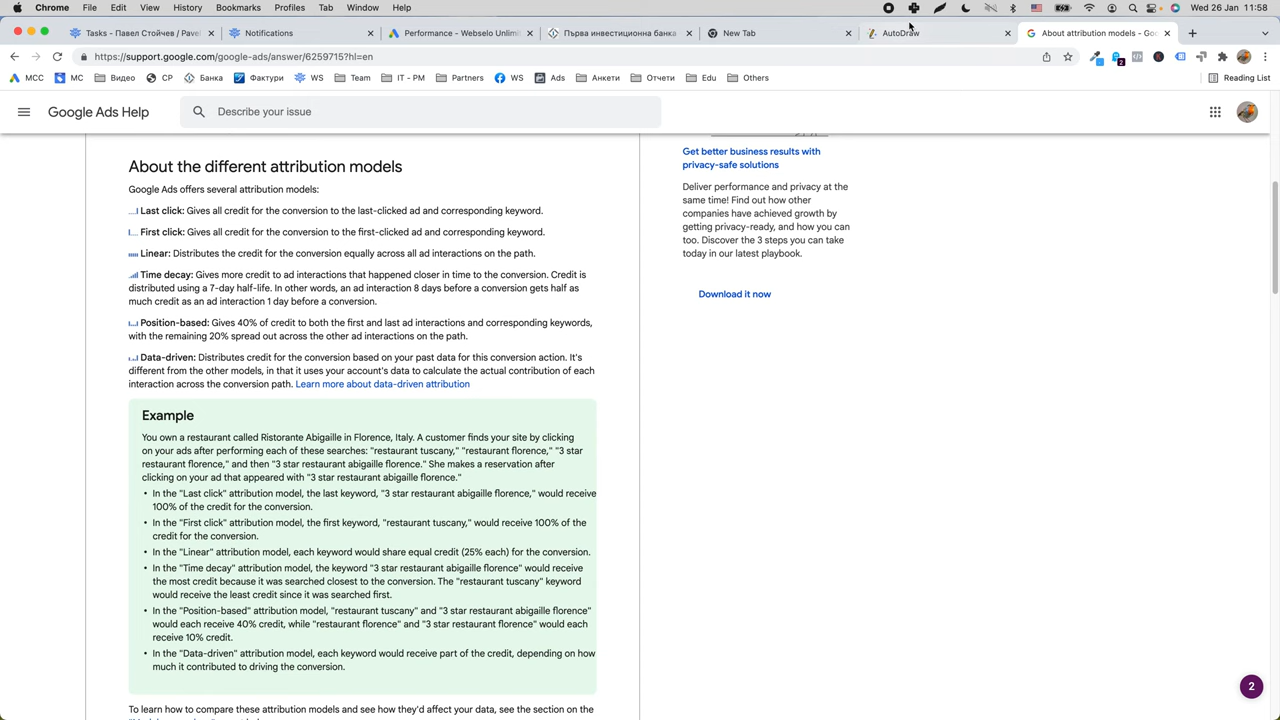 Chrome File Edit View History Bookmarks Profiles Tab Window Help
Wed 26 Jan 11:58
Tasks - Павел Стойчев / Pavel
Notifications
Performance - Webselo Unlimi
Първа инвестиционна банка
New Tab
AutoDraw
About attribution models - Goo
https://support.google.com/google-ads/answer/6259715?hl=en
2
MCC MC Видео CP Банка Фактури WS Team IT - PM Partners WS Ads Анкети Отчети Edu Others Reading List
Google Ads Help
Describe your issue
About the different attribution models
Google Ads offers several attribution models:
Last click: Gives all credit for the conversion to the last-clicked ad and corresponding keyword.
First click: Gives all credit for the conversion to the first-clicked ad and corresponding keyword.
Linear: Distributes the credit for the conversion equally across all ad interactions on the path.
Time decay: Gives more credit to ad interactions that happened closer in time to the conversion. Credit is
distributed using a 7-day half-life. In other words, an ad interaction 8 days before a conversion gets half as
much credit as an ad interaction 1 day before a conversion.
Position-based: Gives 40% of credit to both the first and last ad interactions and corresponding keywords,
with the remaining 20% spread out across the other ad interactions on the path.
Data-driven: Distributes credit for the conversion based on your past data for this conversion action. It's
different from the other models, in that it uses your account's data to calculate the actual contribution of each
interaction across the conversion path. Learn more about data-driven attribution
Example
You own a restaurant called Ristorante Abigaille in Florence, Italy. A customer finds your site by clicking
on your ads after performing each of these searches: "restaurant tuscany," "restaurant florence," "3 star
restaurant florence," and then "3 star restaurant abigaille florence." She makes a reservation after
clicking on your ad that appeared with "3 star restaurant abigaille florence."
• In the "Last click" attribution model, the last keyword, "3 star restaurant abigaille florence," would receive
100% of the credit for the conversion.
• In the "First click" attribution model, the first keyword, "restaurant tuscany," would receive 100% of the
credit for the conversion.
• In the "Linear" attribution model, each keyword would share equal credit (25% each) for the conversion.
• In the "Time decay" attribution model, the keyword "3 star restaurant abigaille florence" would receive
the most credit because it was searched closest to the conversion. The "restaurant tuscany" keyword
would receive the least credit since it was searched first.
• In the "Position-based" attribution model, "restaurant tuscany" and "3 star restaurant abigaille florence"
would each receive 40% credit, while "restaurant florence" and "3 star restaurant florence" would each
receive 10% credit.
• In the "Data-driven" attribution model, each keyword would receive part of the credit, depending on how
much it contributed to driving the conversion.
To learn how to compare these attribution models and see how they'd affect your data, see the section on the
Get better business results with
privacy-safe solutions
Deliver performance and privacy at the
same time! Find out how other
companies have achieved growth by
getting privacy-ready, and how you can
too. Discover the 3 steps you can take
today in our latest playbook.
Download it now
2